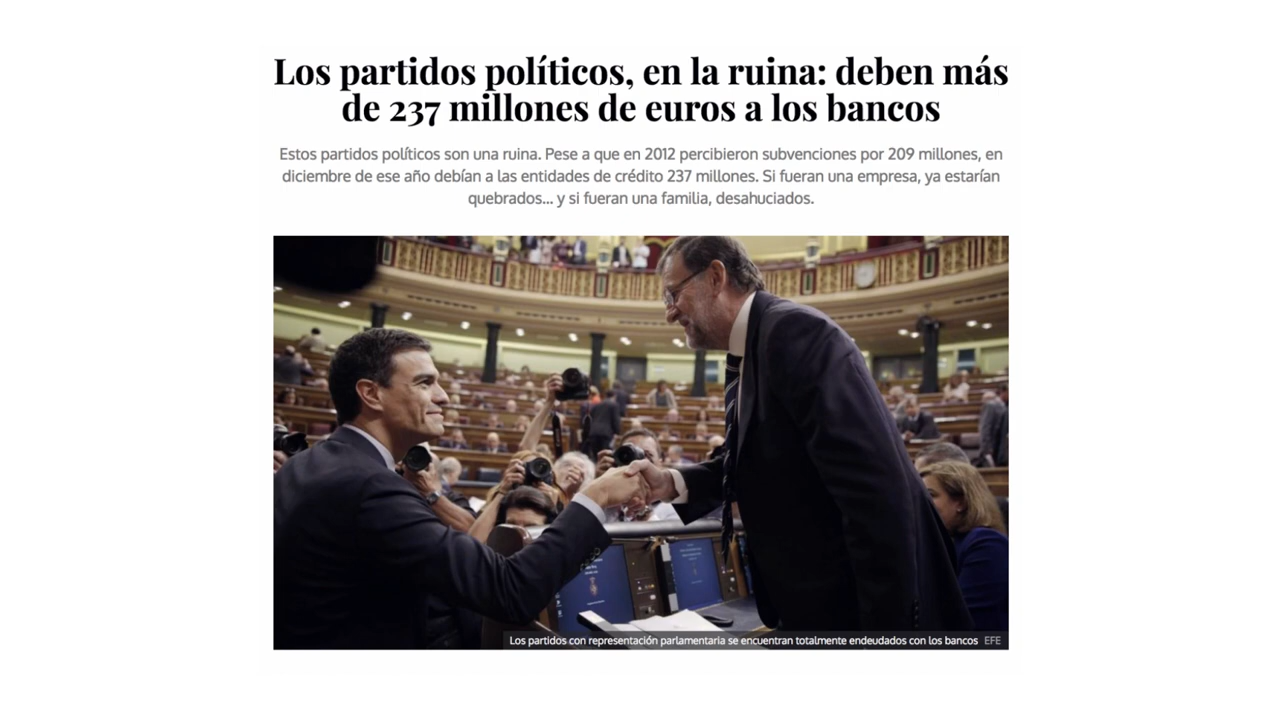 Los partidos políticos, en la ruina: deben más
de 237 millones de euros a los bancos
Estos partidos políticos son una ruina. Pese a que en 2012 percibieron subvenciones por 209 millones, en
diciembre de ese año debían a las entidades de crédito 237 millones. Si fueran una empresa, ya estarían
quebrados... y si fueran una familia, desahuciados.
Los partidos con representación parlamentaria se encuentran totalmente endeudados con los bancos EFE